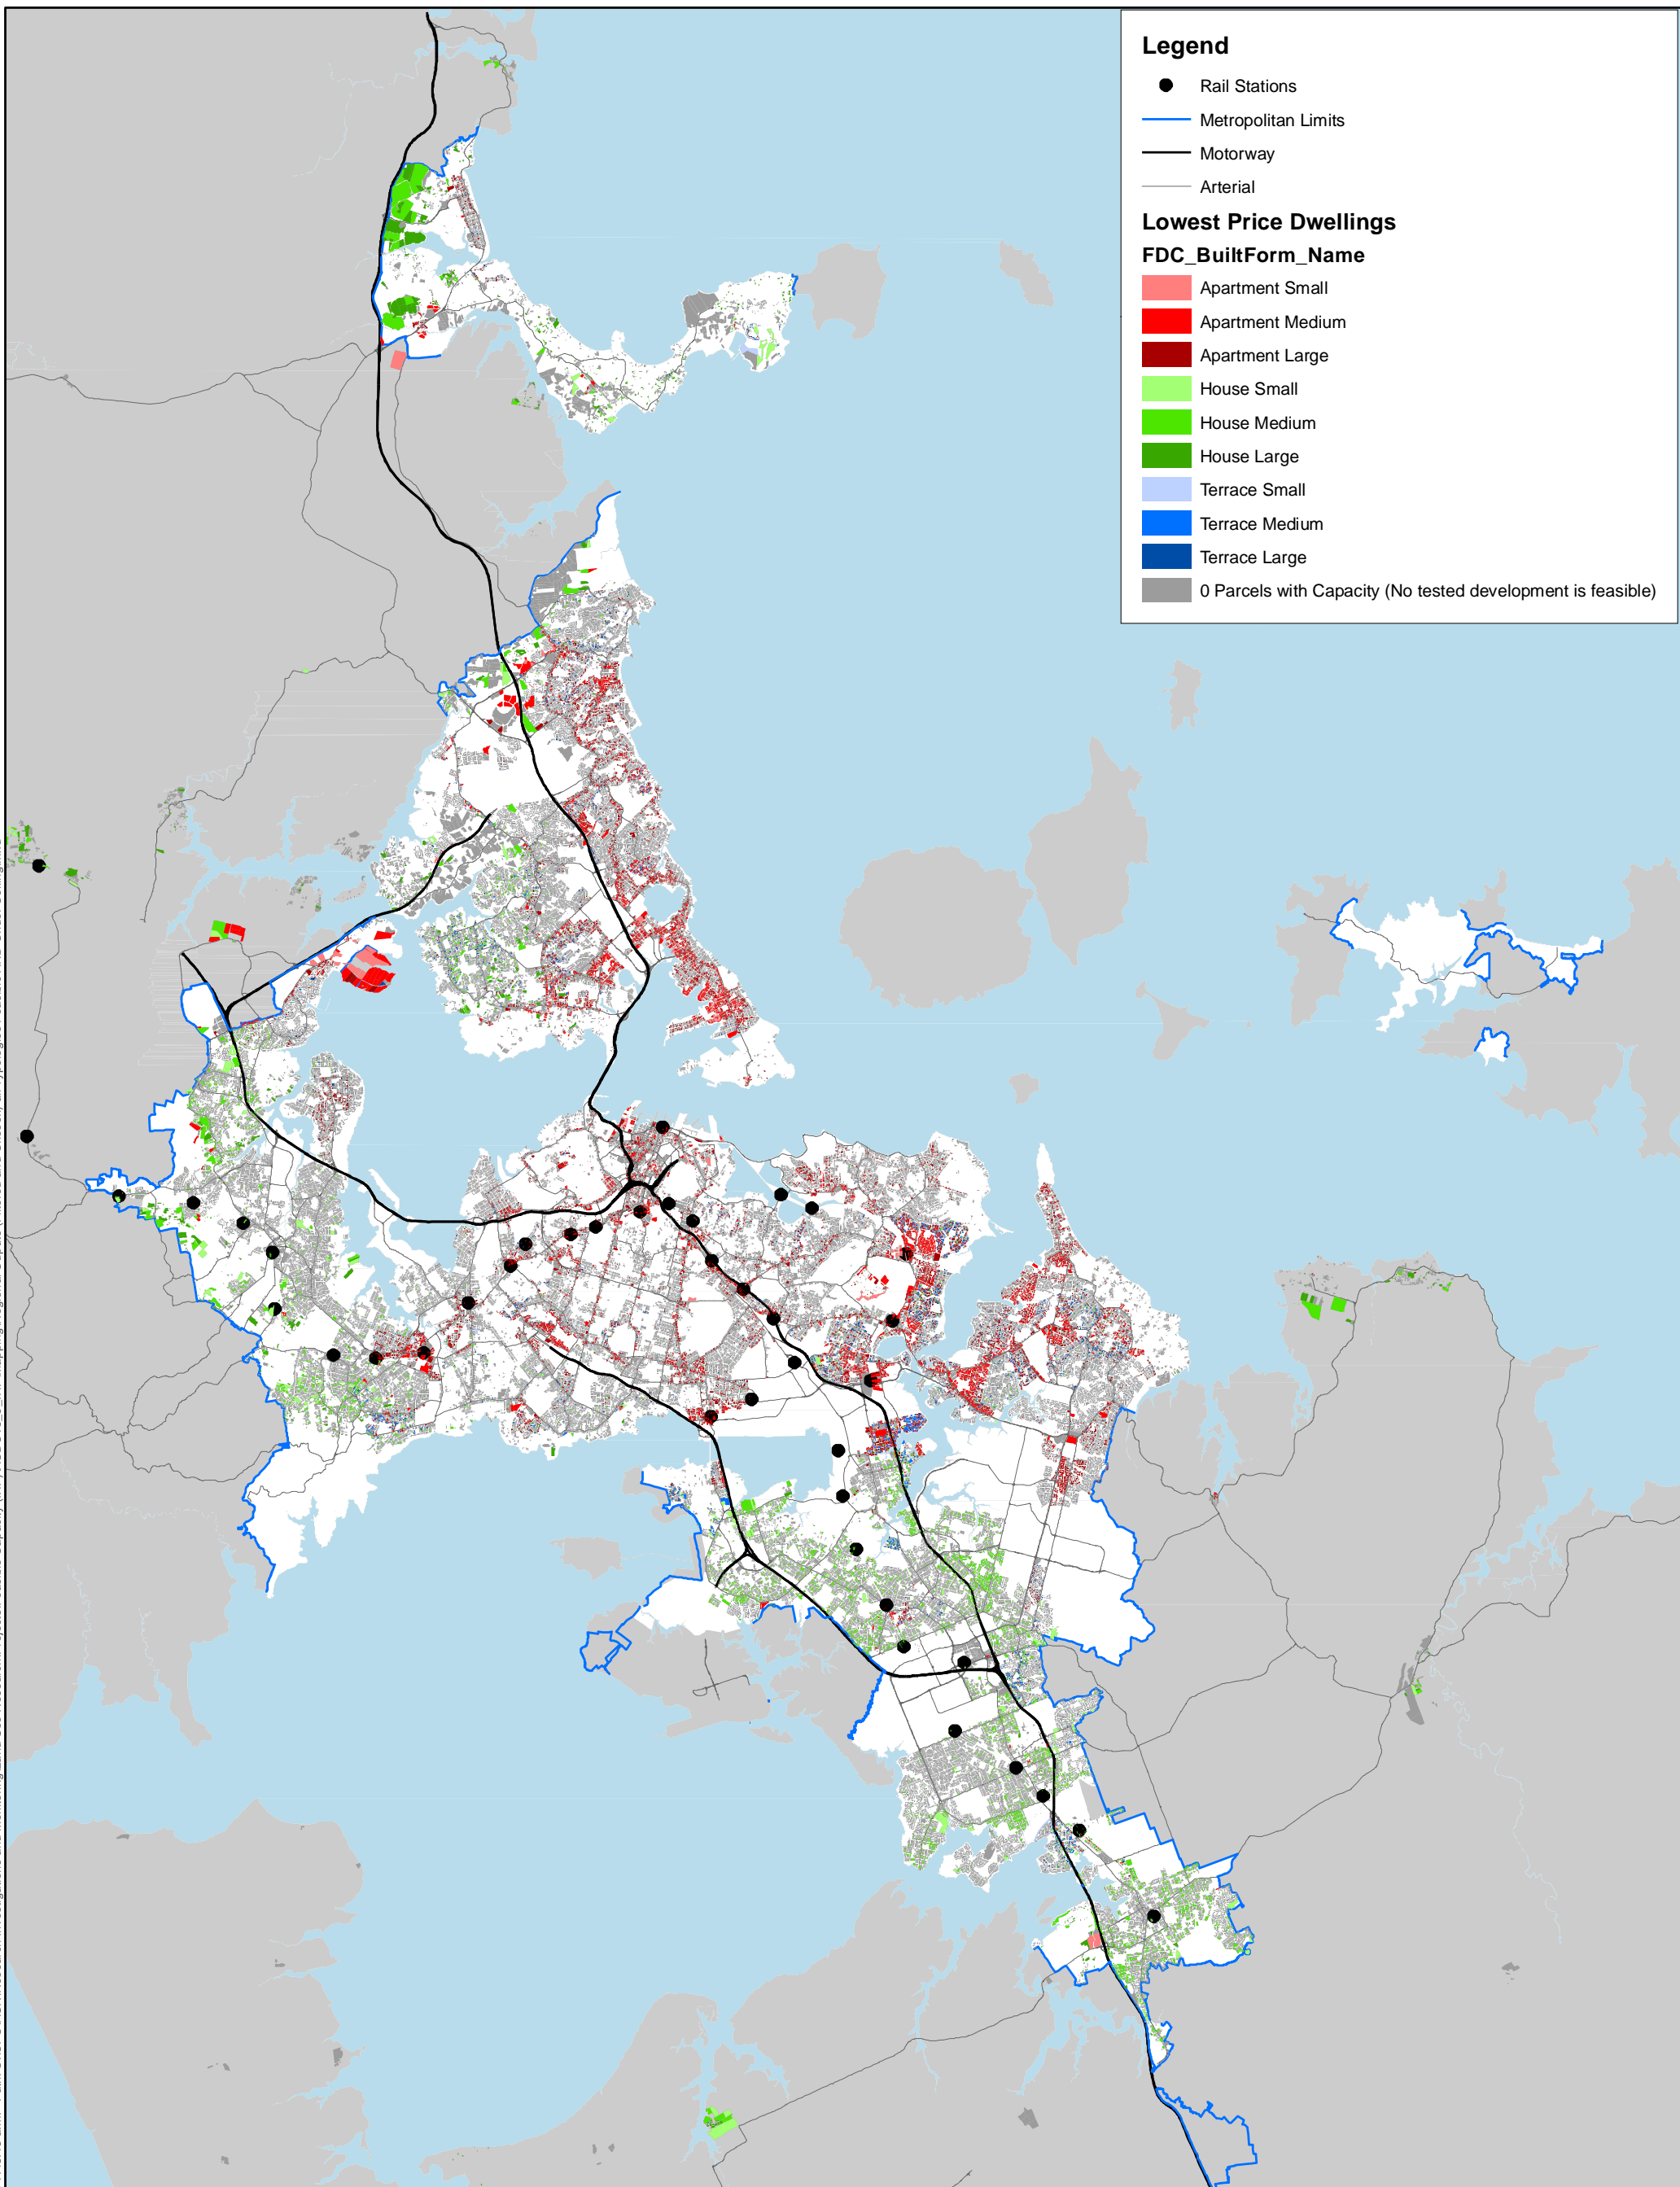 Legend
Rail Stations
Metropolitan Limits
Motorway
Arterial
Lowest Price Dwellings
FDC_BuiltForm_Name
Apartment Small
Apartment Medium
Apartment Large
House Small
House Medium
House Large
Terrace Small
Terrace Medium
Terrace Large
0 Parcels with Capacity (No tested development is feasible)